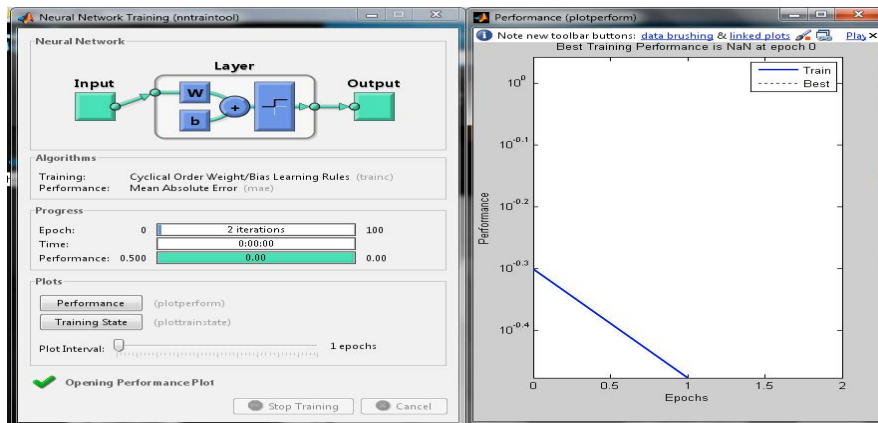 Neural Network Training (nntraintool)
Neural Network
Layer
Input
W
b
+
Output
Algorithms
Training: Cyclical Order Weight/Bias Learning Rules (trainc)
Performance: Mean Absolute Error (mae)
Progress
Epoch: 0 2 iterations 100
Time: 0:00:00
Performance: 0.500 0.00 0.00
Plots
Performance (plotperform)
Training State (plottrainstate)
Plot Interval: 1 epochs
Opening Performance Plot
Stop Training Cancel
Performance (plotperform)
Note new toolbar buttons: data brushing & linked plots Play
Best Training Performance is NaN at epoch 0
Train
Best
10^0
10^-0.1
10^-0.2
10^-0.3
10^-0.4
Performance
0 0.5 1 1.5 2
Epochs